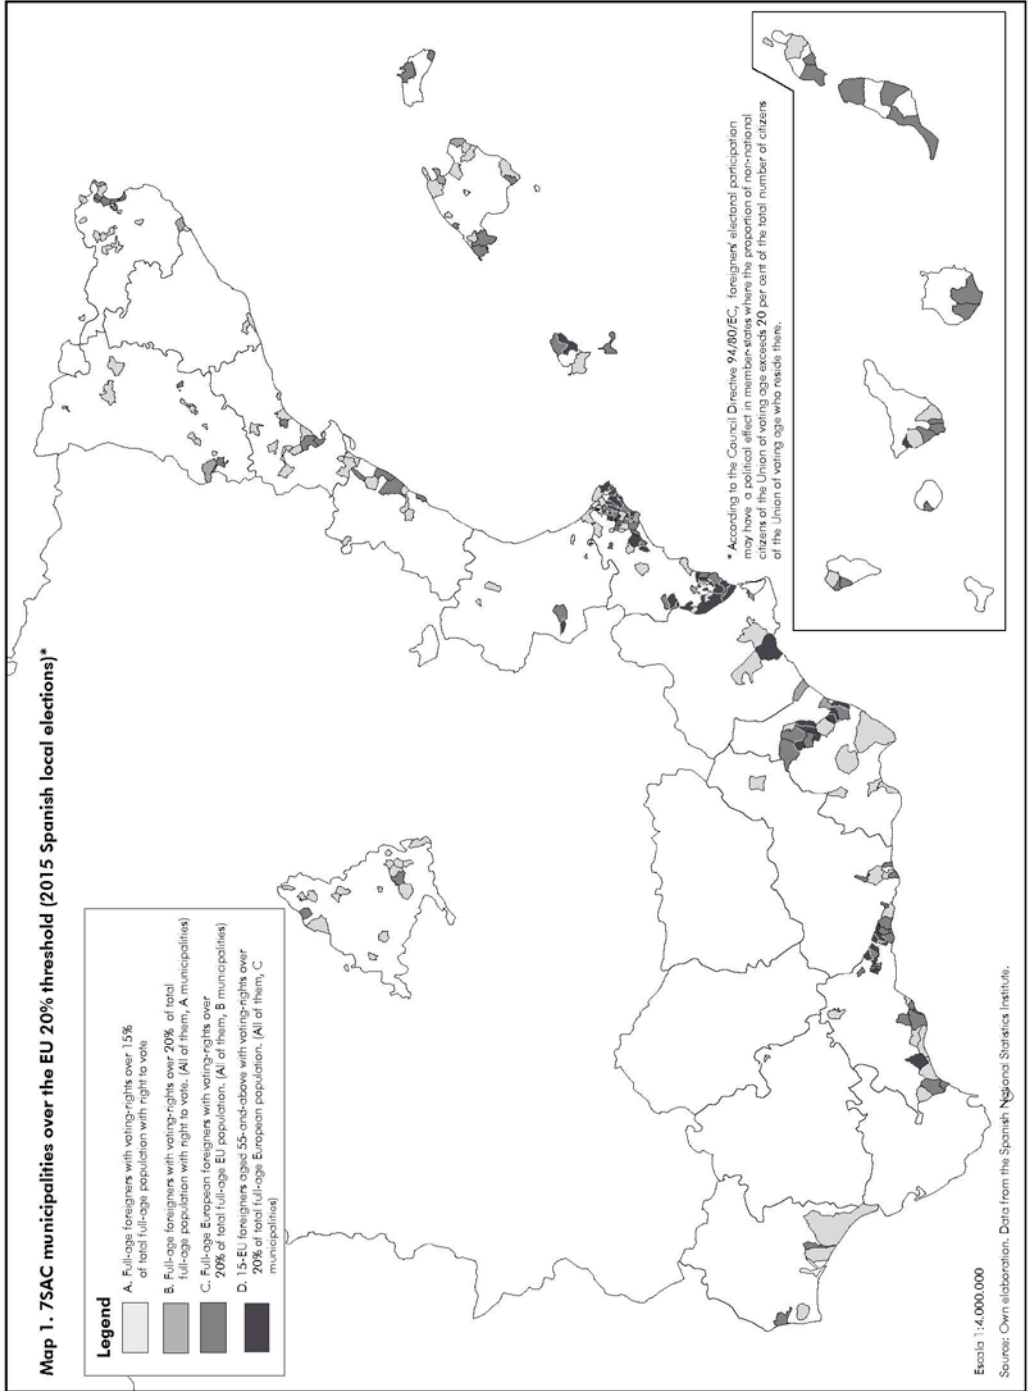 Map 1. 7SAC municipalities over the EU 20% threshold (2015 Spanish local elections)*
Legend
A. Full-age foreigners with voting-rights over 15%
of total full-age population with right to vote
B. Full-age foreigners with voting-rights over 20% of total
full-age population with right to vote. (All of them, A municipalities)
C. Full-age European foreigners with voting-rights over
20% of total full-age EU population. (All of them, B municipalities)
D. 15-EU foreigners aged 55-and-above with voting-rights over
20% of total full-age European population. (All of them, C
municipalities)
* According to the Council Directive 94/80/EC, foreigners' electoral participation
may have a political effect in member-states where the proportion of non-national
citizens of the Union of voting age exceeds 20 per cent of the total number of citizens
of the Union of voting age who reside there.
Escala 1:4.000.000
Source: Own elaboration. Data from the Spanish National Statistics Institute.